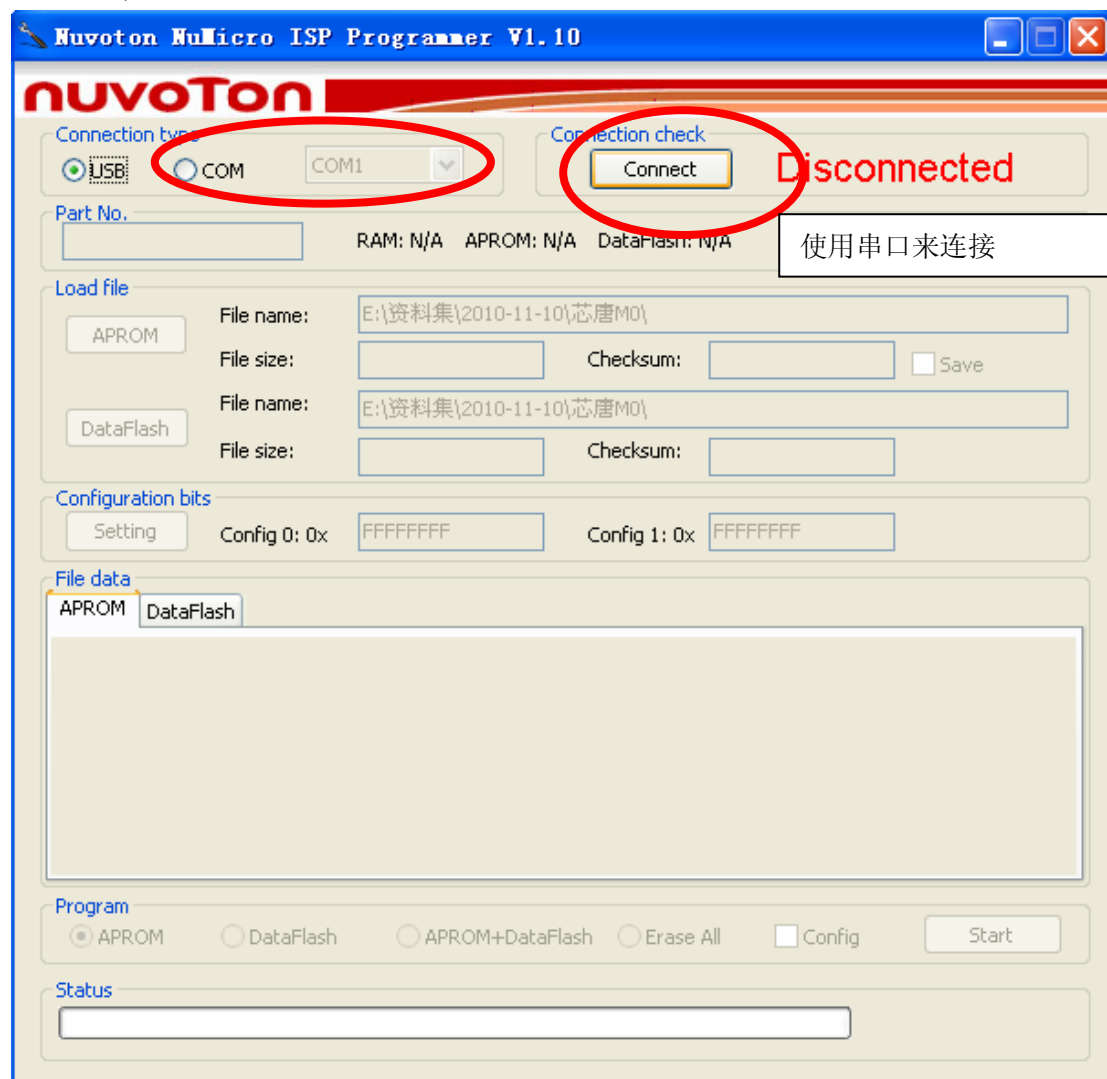 Nuvoton NuMicro ISP Programmer V1.10
nuvoTon
Connection type
Connection check
USB COM COM1 Connect Disconnected
Part No.
RAM: N/A APROM: N/A DataFlash: N/A
使用串口来连接
Load file
APROM File name: E:\资料集\2010-11-10\芯唐M0\
File size: Checksum: Save
DataFlash File name: E:\资料集\2010-11-10\芯唐M0\
File size: Checksum:
Configuration bits
Setting Config 0: 0x FFFFFFFF Config 1: 0x FFFFFFFF
File data
APROM DataFlash
Program
APROM DataFlash APROM+DataFlash Erase All Config Start
Status